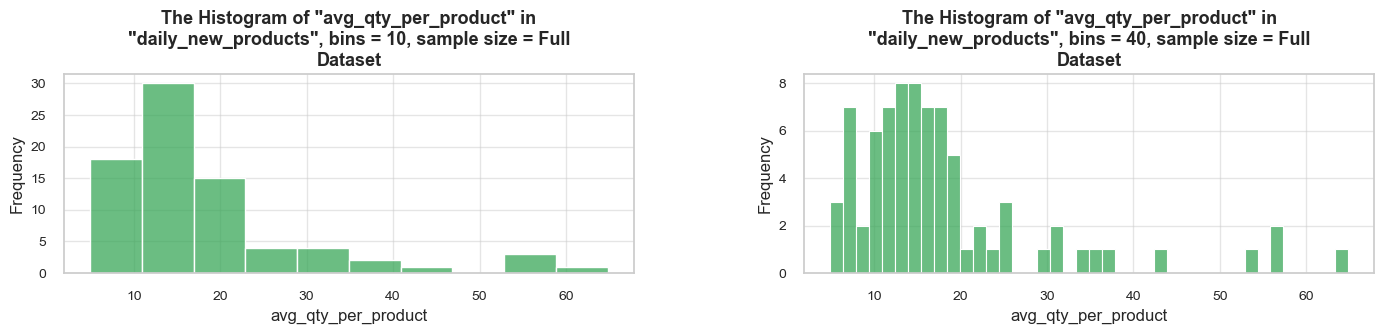 The Histogram of "avg_qty_per_product" in
"daily_new_products", bins = 10, sample size = Full
Dataset
30
25
20
15
10
5
0
Frequency
10 20 30 40 50 60
avg_qty_per_product
The Histogram of "avg_qty_per_product" in
"daily_new_products", bins = 40, sample size = Full
Dataset
8
6
4
2
0
Frequency
10 20 30 40 50 60
avg_qty_per_product